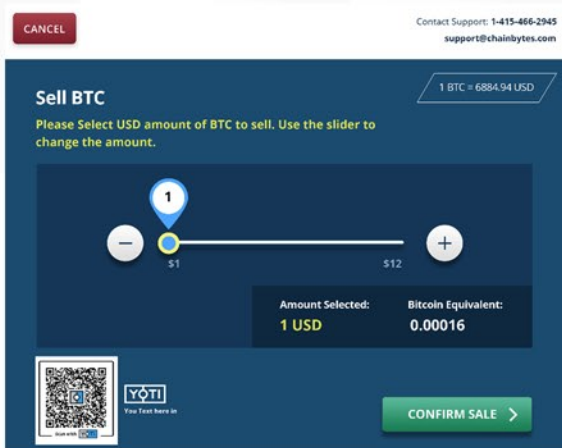 CANCEL
Contact Support: 1-415-466-2945
support@chainbytes.com
Sell BTC
1 BTC = 6884.94 USD
Please Select USD amount of BTC to sell. Use the slider to
change the amount.
1
−
+
$1
$12
Amount Selected:
Bitcoin Equivalent:
1 USD
0.00016
YOTI
You Text here in
CONFIRM SALE >